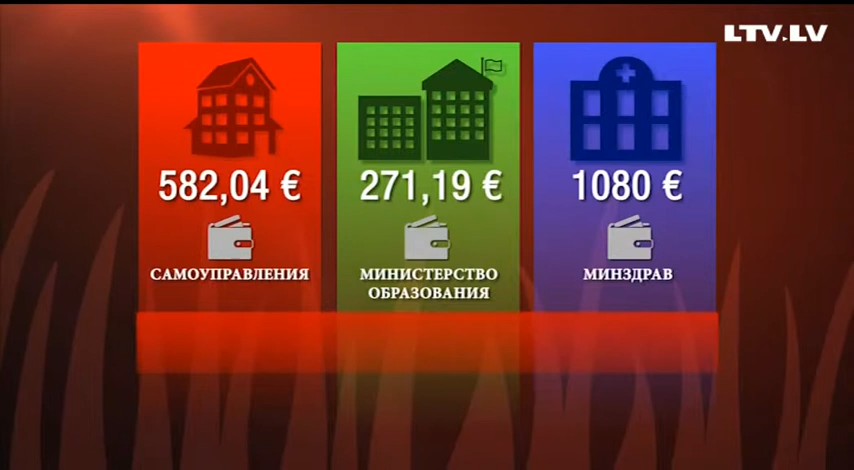 LTV.LV
582,04 €
271,19 €
1080 €
САМОУПРАВЛЕНИЯ
МИНИСТЕРСТВО
ОБРАЗОВАНИЯ
МИНЗДРАВ